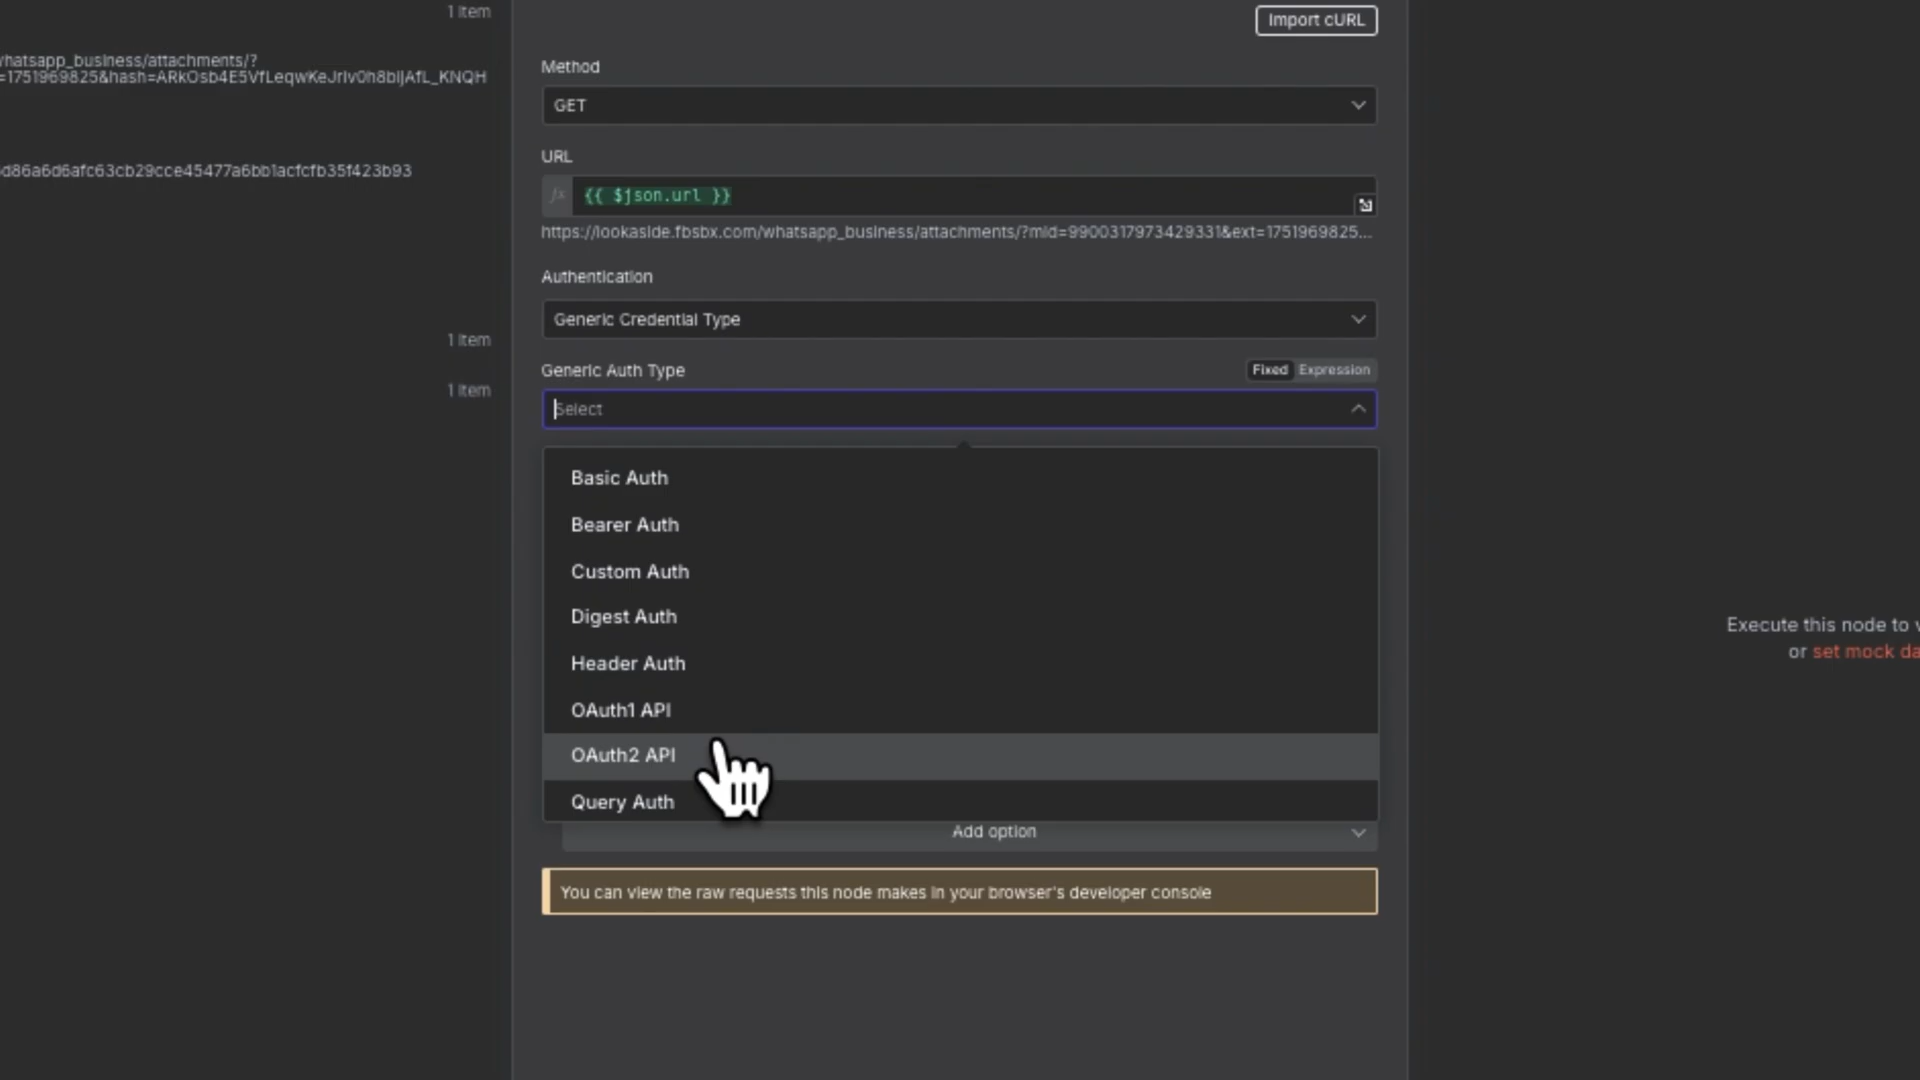 1 item
whatsapp_business/attachments/?
=1751969825&hash=ARkOsb4E5VfLeqwKeJrIv0h8bIjAfL_KNQH
d86a6d6afc63cb29cce45477a6bb1acfcfb35f423b93
1 item
1 item
Import cURL
Method
GET
URL
fx {{ $json.url }}
https://lookaside.fbsbx.com/whatsapp_business/attachments/?mid=9900317973429331&ext=1751969825...
Authentication
Generic Credential Type
Generic Auth Type
Fixed Expression
Select
Basic Auth
Bearer Auth
Custom Auth
Digest Auth
Header Auth
OAuth1 API
OAuth2 API
Query Auth
Add option
You can view the raw requests this node makes in your browser's developer console
Execute this node to v
or set mock da